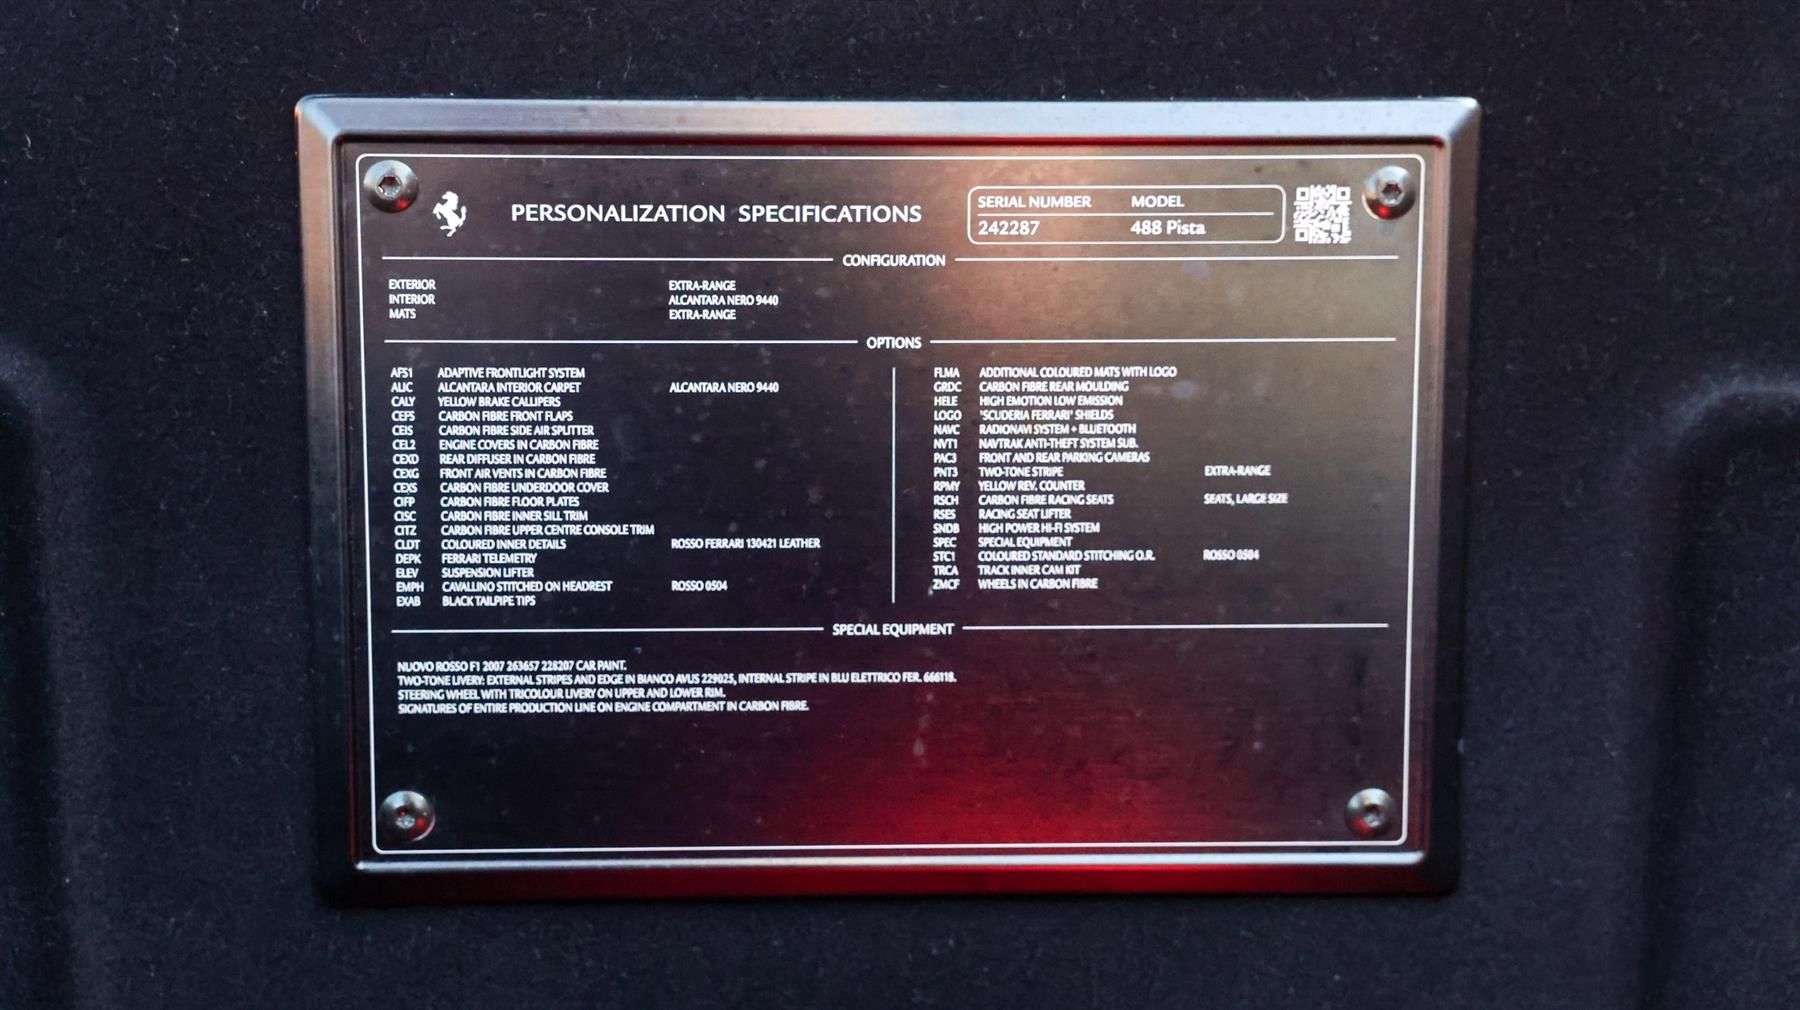 PERSONALIZATION SPECIFICATIONS
SERIAL NUMBER MODEL
242287 488 Pista
CONFIGURATION
EXTERIOR EXTRA-RANGE
INTERIOR ALCANTARA NERO 9440
MATS EXTRA-RANGE
OPTIONS
AFS1 ADAPTIVE FRONTLIGHT SYSTEM
ALIC ALCANTARA INTERIOR CARPET ALCANTARA NERO 9440
CALY YELLOW BRAKE CALLIPERS
CEFS CARBON FIBRE FRONT FLAPS
CEIS CARBON FIBRE SIDE AIR SPLITTER
CEL2 ENGINE COVERS IN CARBON FIBRE
CEXD REAR DIFFUSER IN CARBON FIBRE
CEXG FRONT AIR VENTS IN CARBON FIBRE
CEXS CARBON FIBRE UNDERDOOR COVER
CIFP CARBON FIBRE FLOOR PLATES
CISC CARBON FIBRE INNER SILL TRIM
CITZ CARBON FIBRE UPPER CENTRE CONSOLE TRIM
CLDT COLOURED INNER DETAILS ROSSO FERRARI 130421 LEATHER
DEPK FERRARI TELEMETRY
ELEV SUSPENSION LIFTER
EMPH CAVALLINO STITCHED ON HEADREST ROSSO 0504
EXAB BLACK TAILPIPE TIPS
FLMA ADDITIONAL COLOURED MATS WITH LOGO
GRDC CARBON FIBRE REAR MOULDING
HELE HIGH EMOTION LOW EMISSION
LOGO "SCUDERIA FERRARI" SHIELDS
NAVC RADIONAVI SYSTEM + BLUETOOTH
NVT1 NAVTRAK ANTI-THEFT SYSTEM SUB.
PAC3 FRONT AND REAR PARKING CAMERAS
PNT3 TWO-TONE STRIPE EXTRA-RANGE
RPMY YELLOW REV. COUNTER
RSCH CARBON FIBRE RACING SEATS SEATS, LARGE SIZE
RSES RACING SEAT LIFTER
SNDB HIGH POWER HI-FI SYSTEM
SPEC SPECIAL EQUIPMENT
STC1 COLOURED STANDARD STITCHING O.R. ROSSO 0504
TRCA TRACK INNER CAM KIT
ZMCF WHEELS IN CARBON FIBRE
SPECIAL EQUIPMENT
NUOVO ROSSO F1 2007 263657 228207 CAR PAINT.
TWO-TONE LIVERY: EXTERNAL STRIPES AND EDGE IN BIANCO AVUS 229025, INTERNAL STRIPE IN BLU ELETTRICO FER. 666118.
STEERING WHEEL WITH TRICOLOUR LIVERY ON UPPER AND LOWER RIM.
SIGNATURES OF ENTIRE PRODUCTION LINE ON ENGINE COMPARTMENT IN CARBON FIBRE.